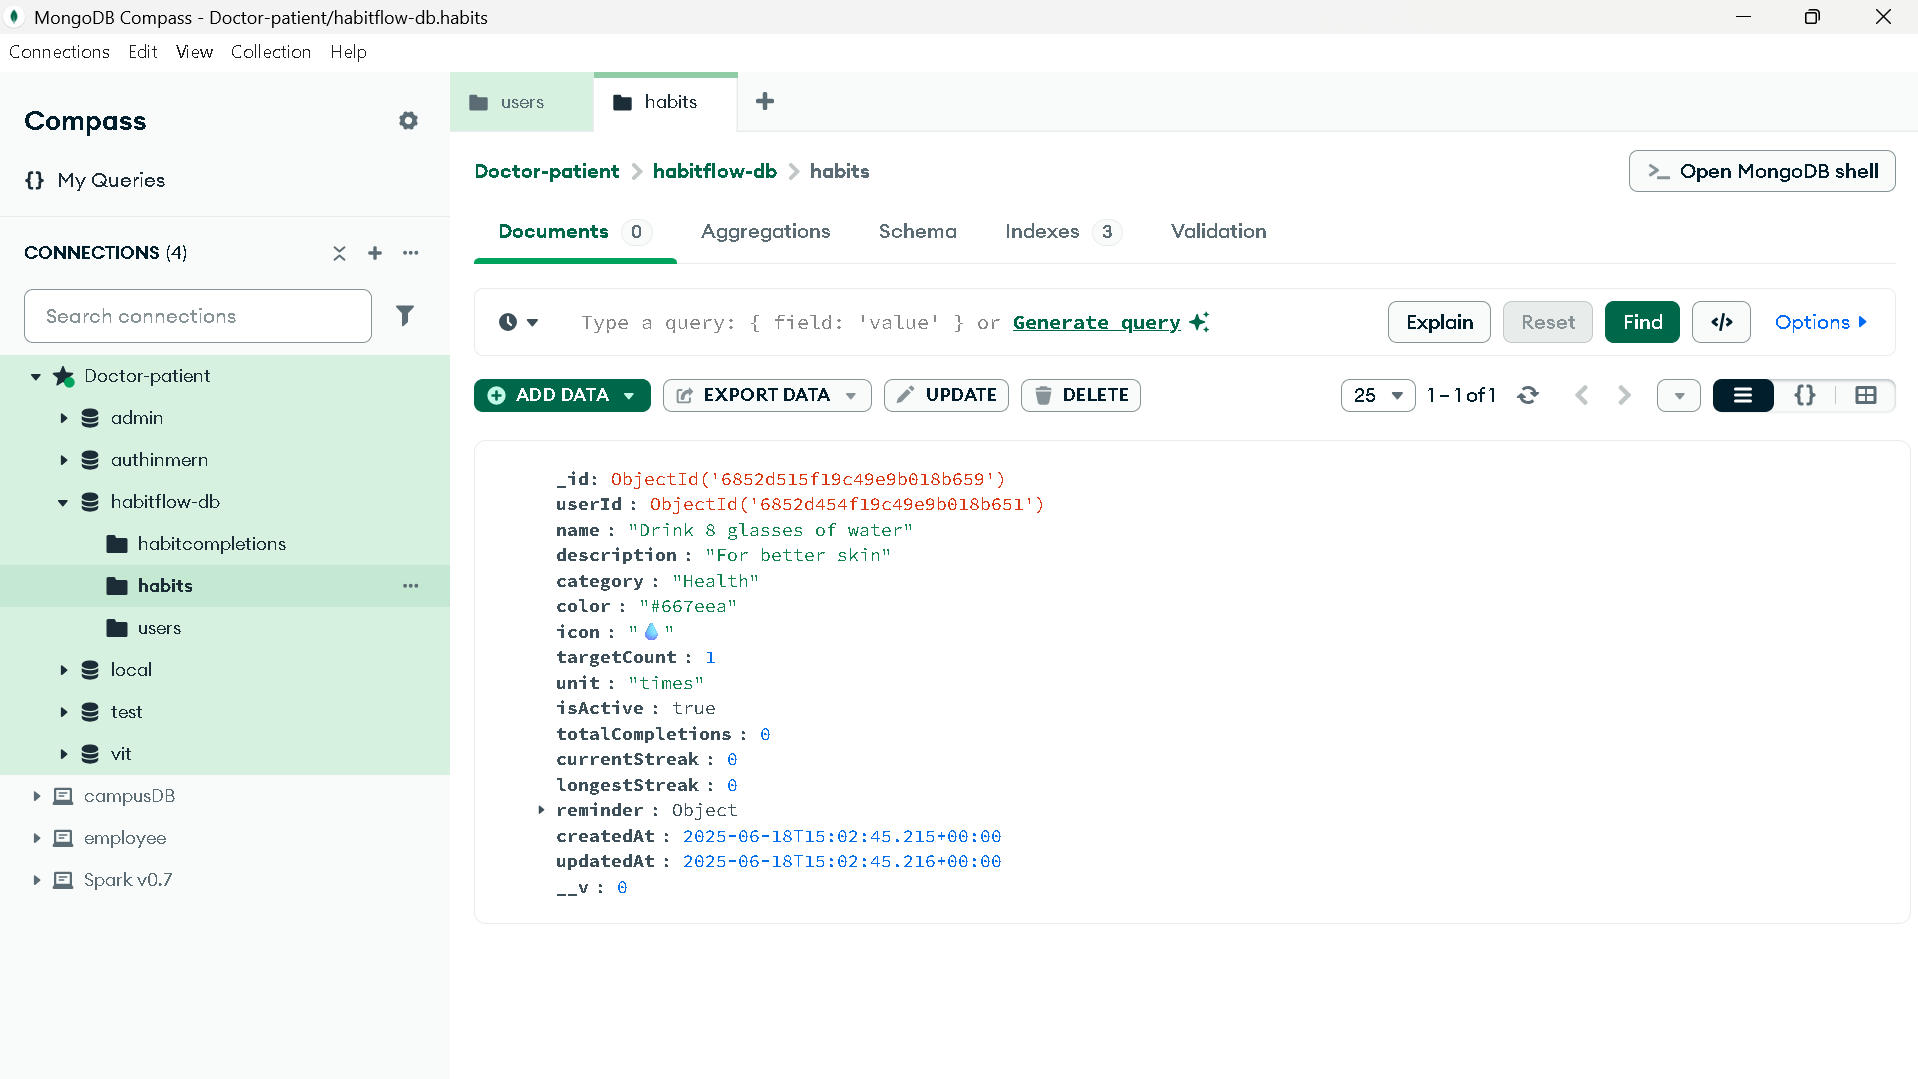 MongoDB Compass - Doctor-patient/habitflow-db.habits
Connections Edit View Collection Help
Compass
{} My Queries
CONNECTIONS (4)
Search connections
Doctor-patient
admin
authinmern
habitflow-db
habitcompletions
habits
users
local
test
vit
campusDB
employee
Spark v0.7
users habits
Doctor-patient > habitflow-db > habits
>_ Open MongoDB shell
Documents 0 Aggregations Schema Indexes 3 Validation
Type a query: { field: 'value' } or Generate query
Explain Reset Find </> Options
ADD DATA EXPORT DATA UPDATE DELETE
25 1 – 1 of 1 {}
_id: ObjectId('6852d515f19c49e9b018b659')
userId : ObjectId('6852d454f19c49e9b018b651')
name : "Drink 8 glasses of water"
description : "For better skin"
category : "Health"
color : "#667eea"
icon : "💧"
targetCount : 1
unit : "times"
isActive : true
totalCompletions : 0
currentStreak : 0
longestStreak : 0
reminder : Object
createdAt : 2025-06-18T15:02:45.215+00:00
updatedAt : 2025-06-18T15:02:45.216+00:00
__v : 0